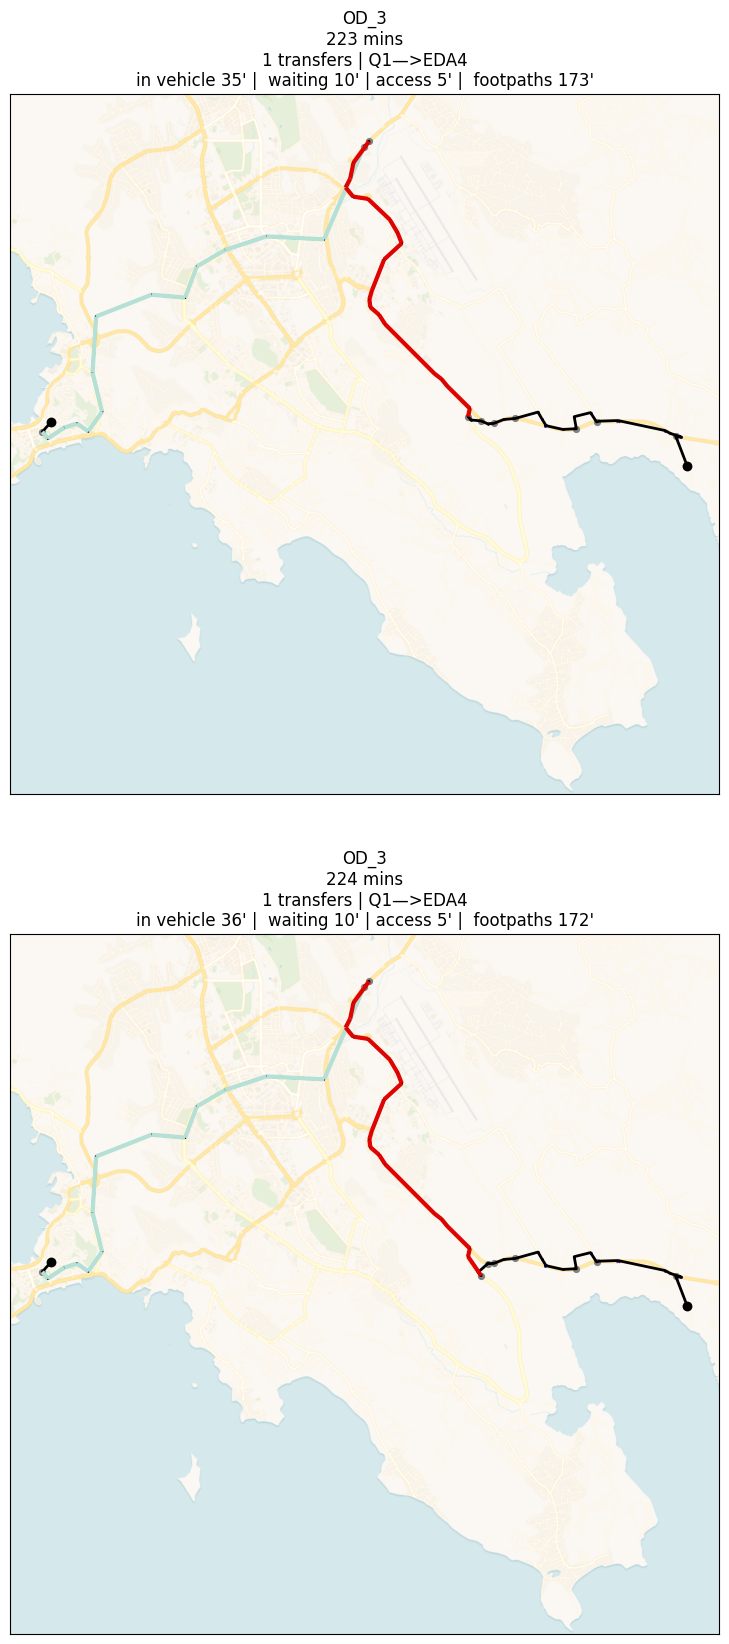 OD_3
223 mins
1 transfers | Q1—>EDA4
in vehicle 35' |  waiting 10' | access 5' |  footpaths 173'
OD_3
224 mins
1 transfers | Q1—>EDA4
in vehicle 36' |  waiting 10' | access 5' |  footpaths 172'